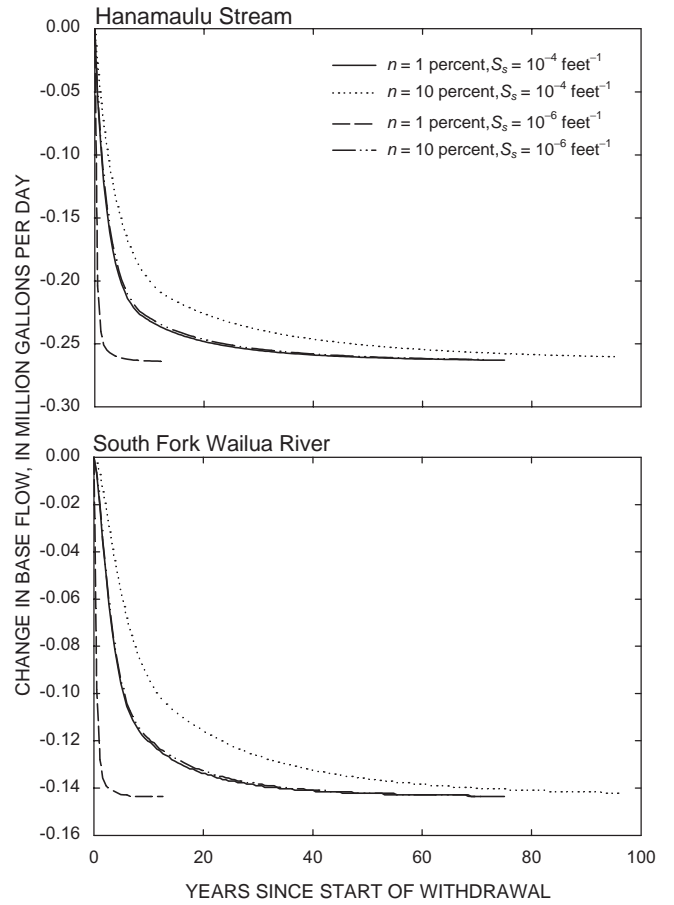 Hanamaulu Stream
0.00
-0.05
-0.10
-0.15
-0.20
-0.25
-0.30
n = 1 percent, Sₛ = 10⁻⁴ feet⁻¹
n = 10 percent, Sₛ = 10⁻⁴ feet⁻¹
n = 1 percent, Sₛ = 10⁻⁶ feet⁻¹
n = 10 percent, Sₛ = 10⁻⁶ feet⁻¹
CHANGE IN BASE FLOW, IN MILLION GALLONS PER DAY
South Fork Wailua River
0.00
-0.02
-0.04
-0.06
-0.08
-0.10
-0.12
-0.14
-0.16
0 20 40 60 80 100
YEARS SINCE START OF WITHDRAWAL